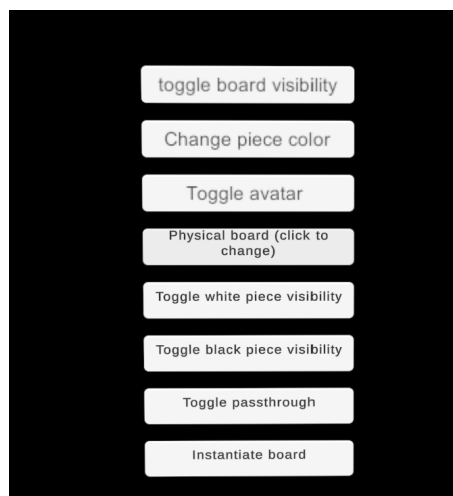 toggle board visibility
Change piece color
Toggle avatar
Physical board (click to
change)
Toggle white piece visibility
Toggle black piece visibility
Toggle passthrough
Instantiate board